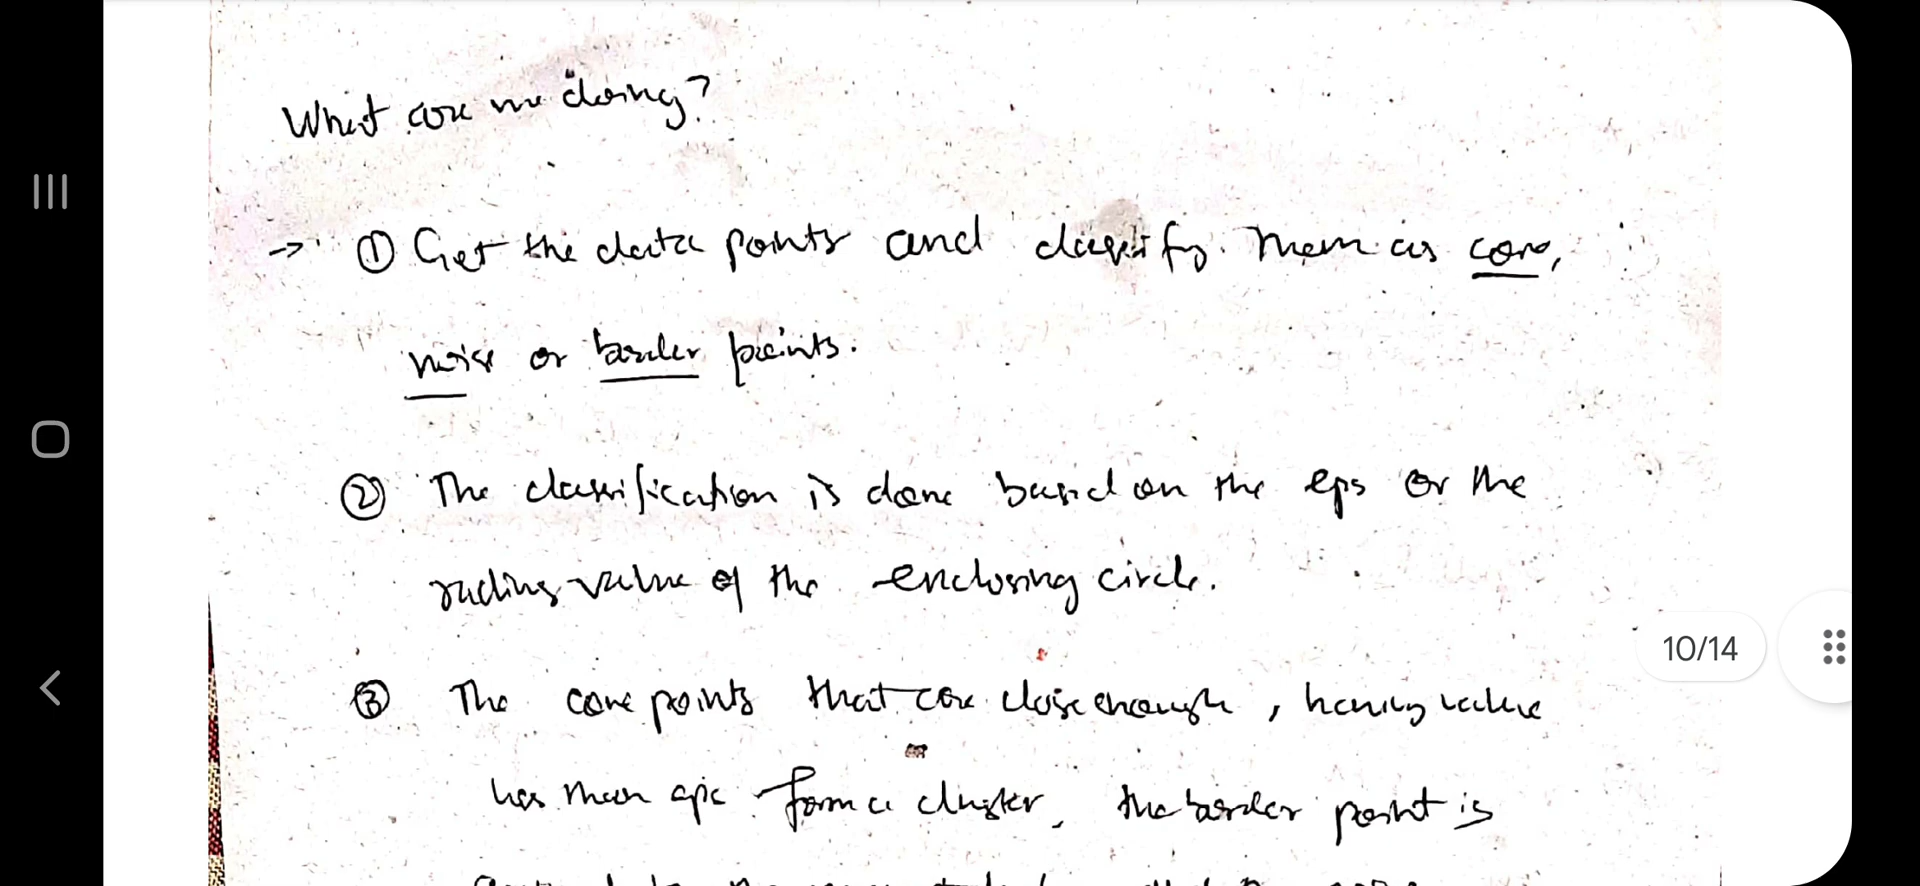 What are we doing?
→ ① Get the data points and classify them as core,
noise or border points.
② The classification is done based on the eps or the
radius value of the enclosing circle.
10/14
③ The core points that are close enough, having value
less than form a cluster, the border point is